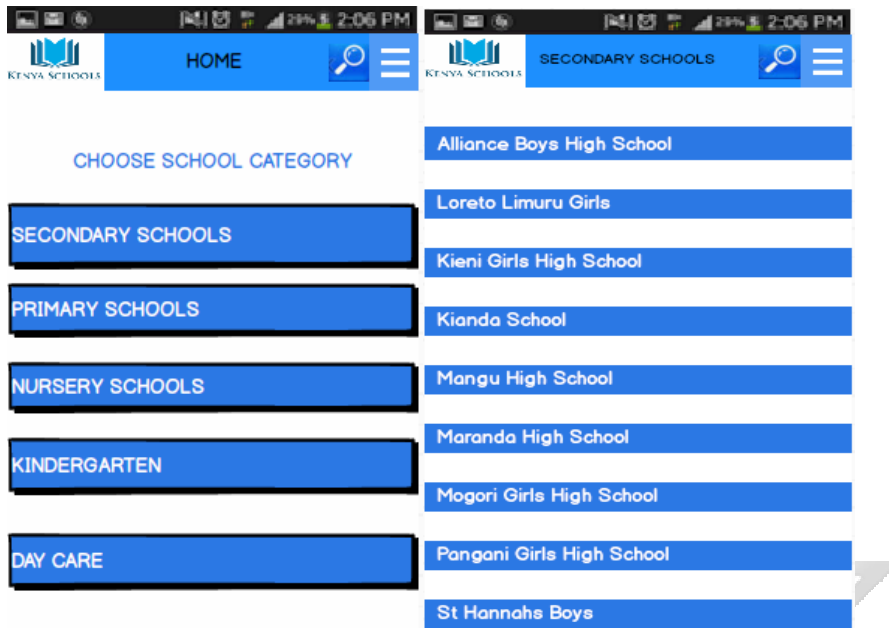 29% 2:06 PM
KENYA SCHOOLS
HOME
CHOOSE SCHOOL CATEGORY
SECONDARY SCHOOLS
PRIMARY SCHOOLS
NURSERY SCHOOLS
KINDERGARTEN
DAY CARE
29% 2:06 PM
KENYA SCHOOLS
SECONDARY SCHOOLS
Alliance Boys High School
Loreto Limuru Girls
Kieni Girls High School
Kianda School
Mangu High School
Maranda High School
Mogori Girls High School
Pangani Girls High School
St Hannahs Boys